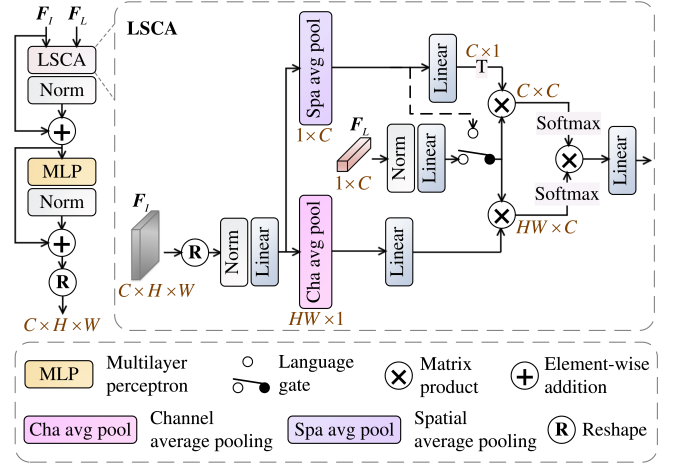 F_I F_L
LSCA
Norm
MLP
Norm
R
C×H×W
LSCA
Spa avg pool
1×C
Linear
C×1
T
C×C
Softmax
F_L
1×C
Norm
Linear
Softmax
Linear
F_I
C×H×W
R
Norm
Linear
Cha avg pool
HW×1
Linear
HW×C
MLP
Multilayer
perceptron
Language
gate
Matrix
product
Element-wise
addition
Cha avg pool
Channel
average pooling
Spa avg pool
Spatial
average pooling
R
Reshape